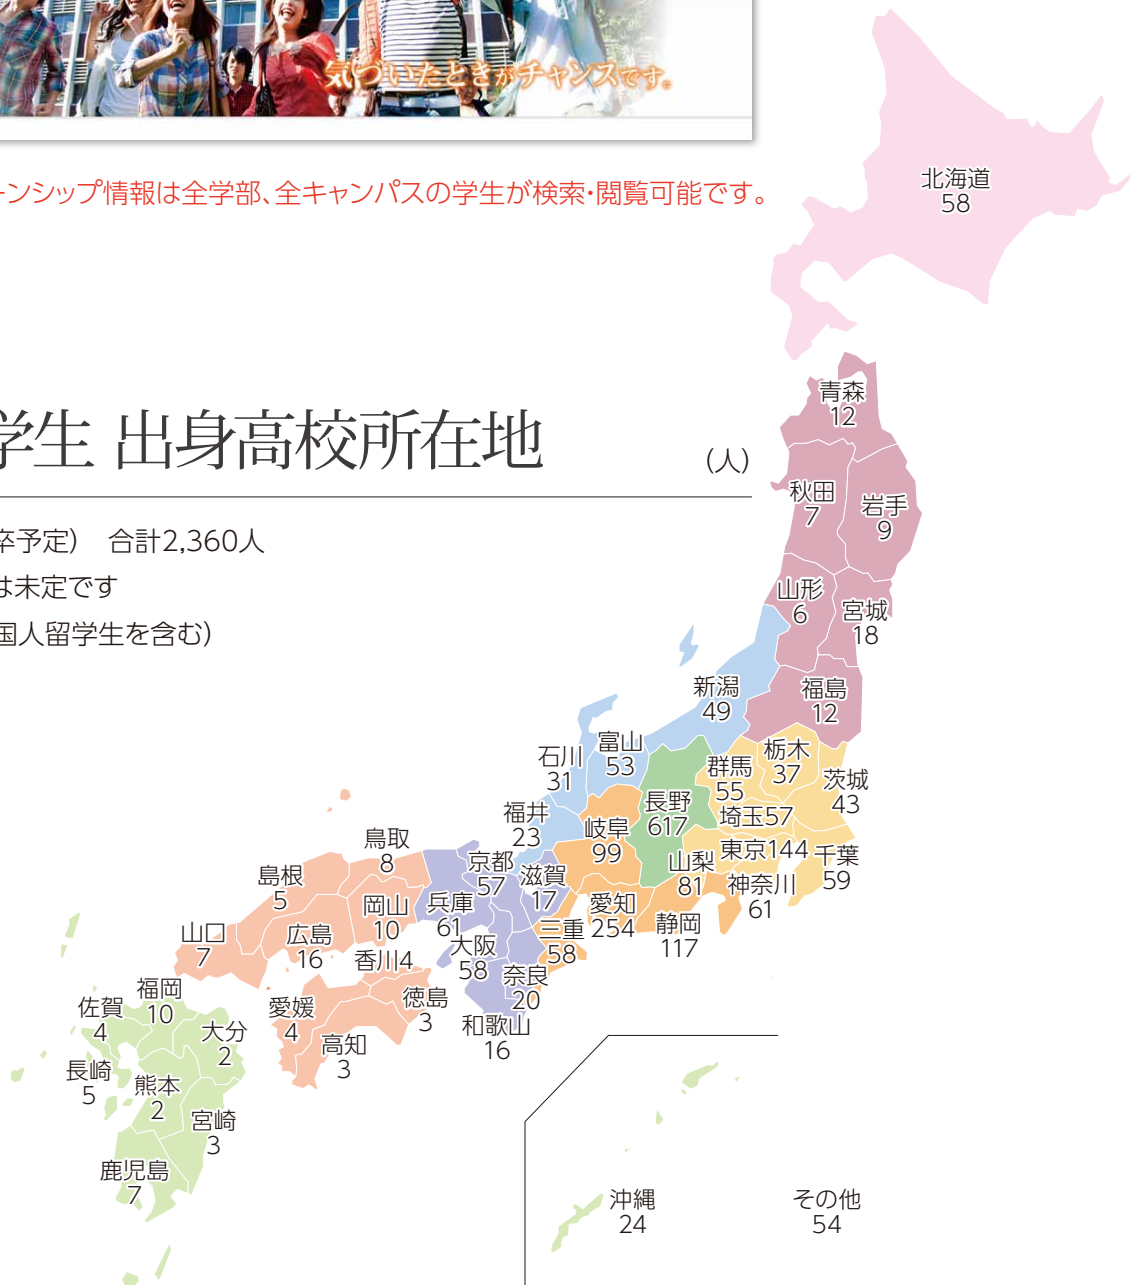 気づいたときがチャンスです。
ーンシップ情報は全学部、全キャンパスの学生が検索・閲覧可能です。
学生 出身高校所在地
（人）
卒予定） 合計2,360人
は未定です
国人留学生を含む）
北海道
58
青森
12
秋田
7
岩手
9
山形
6
宮城
18
福島
12
新潟
49
富山
53
石川
31
福井
23
栃木
37
群馬
55
茨城
43
埼玉57
東京144
千葉
59
神奈川
61
長野
617
山梨
81
岐阜
99
愛知
254
静岡
117
三重
58
滋賀
17
京都
57
兵庫
61
大阪
58
奈良
20
和歌山
16
鳥取
8
島根
5
岡山
10
広島
16
山口
7
香川4
徳島
3
愛媛
4
高知
3
福岡
10
佐賀
4
大分
2
長崎
5
熊本
2
宮崎
3
鹿児島
7
沖縄
24
その他
54